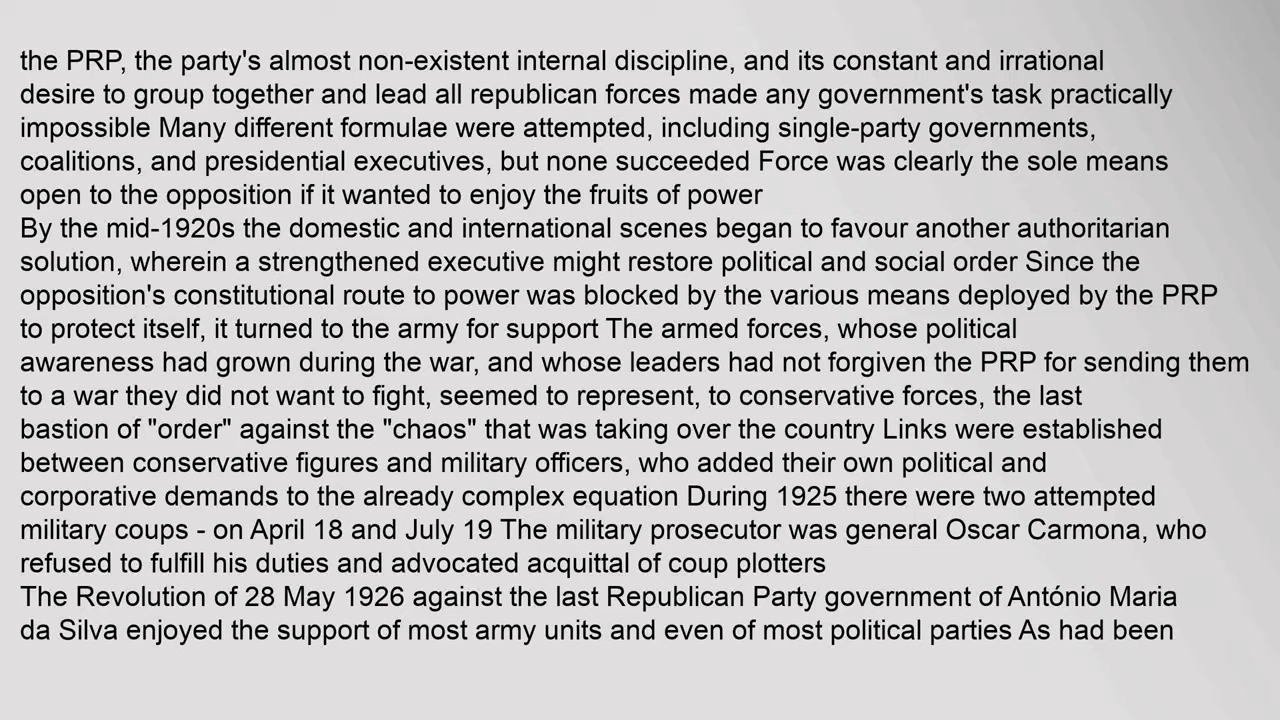 the PRP, the party's almost non-existent internal discipline, and its constant and irrational
desire to group together and lead all republican forces made any government's task practically
impossible Many different formulae were attempted, including single-party governments,
coalitions, and presidential executives, but none succeeded Force was clearly the sole means
open to the opposition if it wanted to enjoy the fruits of power
By the mid-1920s the domestic and international scenes began to favour another authoritarian
solution, wherein a strengthened executive might restore political and social order Since the
opposition's constitutional route to power was blocked by the various means deployed by the PRP
to protect itself, it turned to the army for support The armed forces, whose political
awareness had grown during the war, and whose leaders had not forgiven the PRP for sending them
to a war they did not want to fight, seemed to represent, to conservative forces, the last
bastion of "order" against the "chaos" that was taking over the country Links were established
between conservative figures and military officers, who added their own political and
corporative demands to the already complex equation During 1925 there were two attempted
military coups - on April 18 and July 19 The military prosecutor was general Oscar Carmona, who
refused to fulfill his duties and advocated acquittal of coup plotters
The Revolution of 28 May 1926 against the last Republican Party government of António Maria
da Silva enjoyed the support of most army units and even of most political parties As had been